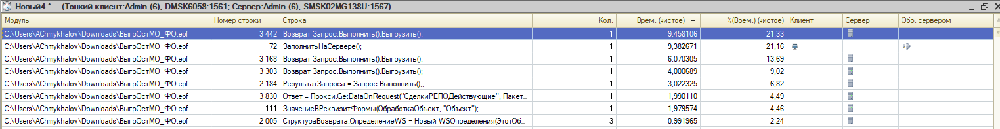 Новый4 * (Тонкий клиент:Admin (6), DMSK6058:1561; Сервер:Admin (6), SMSK02MG138U:1567)
Модуль Номер строки Строка Кол. Врем. (чистое) %(Врем.) (чистое) Клиент Сервер Обр. сервером
C:\Users\AChmykhalov\Downloads\ВыгрОстМО_ФО.epf 3 442 Возврат Запрос.Выполнить().Выгрузить(); 1 9,458106 21,33
C:\Users\AChmykhalov\Downloads\ВыгрОстМО_ФО.epf 72 ЗаполнитьНаСервере(); 1 9,382671 21,16
C:\Users\AChmykhalov\Downloads\ВыгрОстМО_ФО.epf 3 168 Возврат Запрос.Выполнить().Выгрузить(); 1 6,070305 13,69
C:\Users\AChmykhalov\Downloads\ВыгрОстМО_ФО.epf 3 303 Возврат Запрос.Выполнить().Выгрузить(); 1 4,000689 9,02
C:\Users\AChmykhalov\Downloads\ВыгрОстМО_ФО.epf 2 184 РезультатЗапроса = Запрос.Выполнить();; 1 3,022325 6,82
C:\Users\AChmykhalov\Downloads\ВыгрОстМО_ФО.epf 3 830 Ответ = Прокси.GetDataOnRequest("СделкиРЕПОДействующие", Пакет... 1 1,990110 4,49
C:\Users\AChmykhalov\Downloads\ВыгрОстМО_ФО.epf 111 ЗначениеВРеквизитФормы(ОбработкаОбъект, "Объект"); 1 1,979574 4,46
C:\Users\AChmykhalov\Downloads\ВыгрОстМО_ФО.epf 2 005 СтруктураВозврата.ОпределениеWS = Новый WSОпределения(ЭтотОб... 3 0,991965 2,24